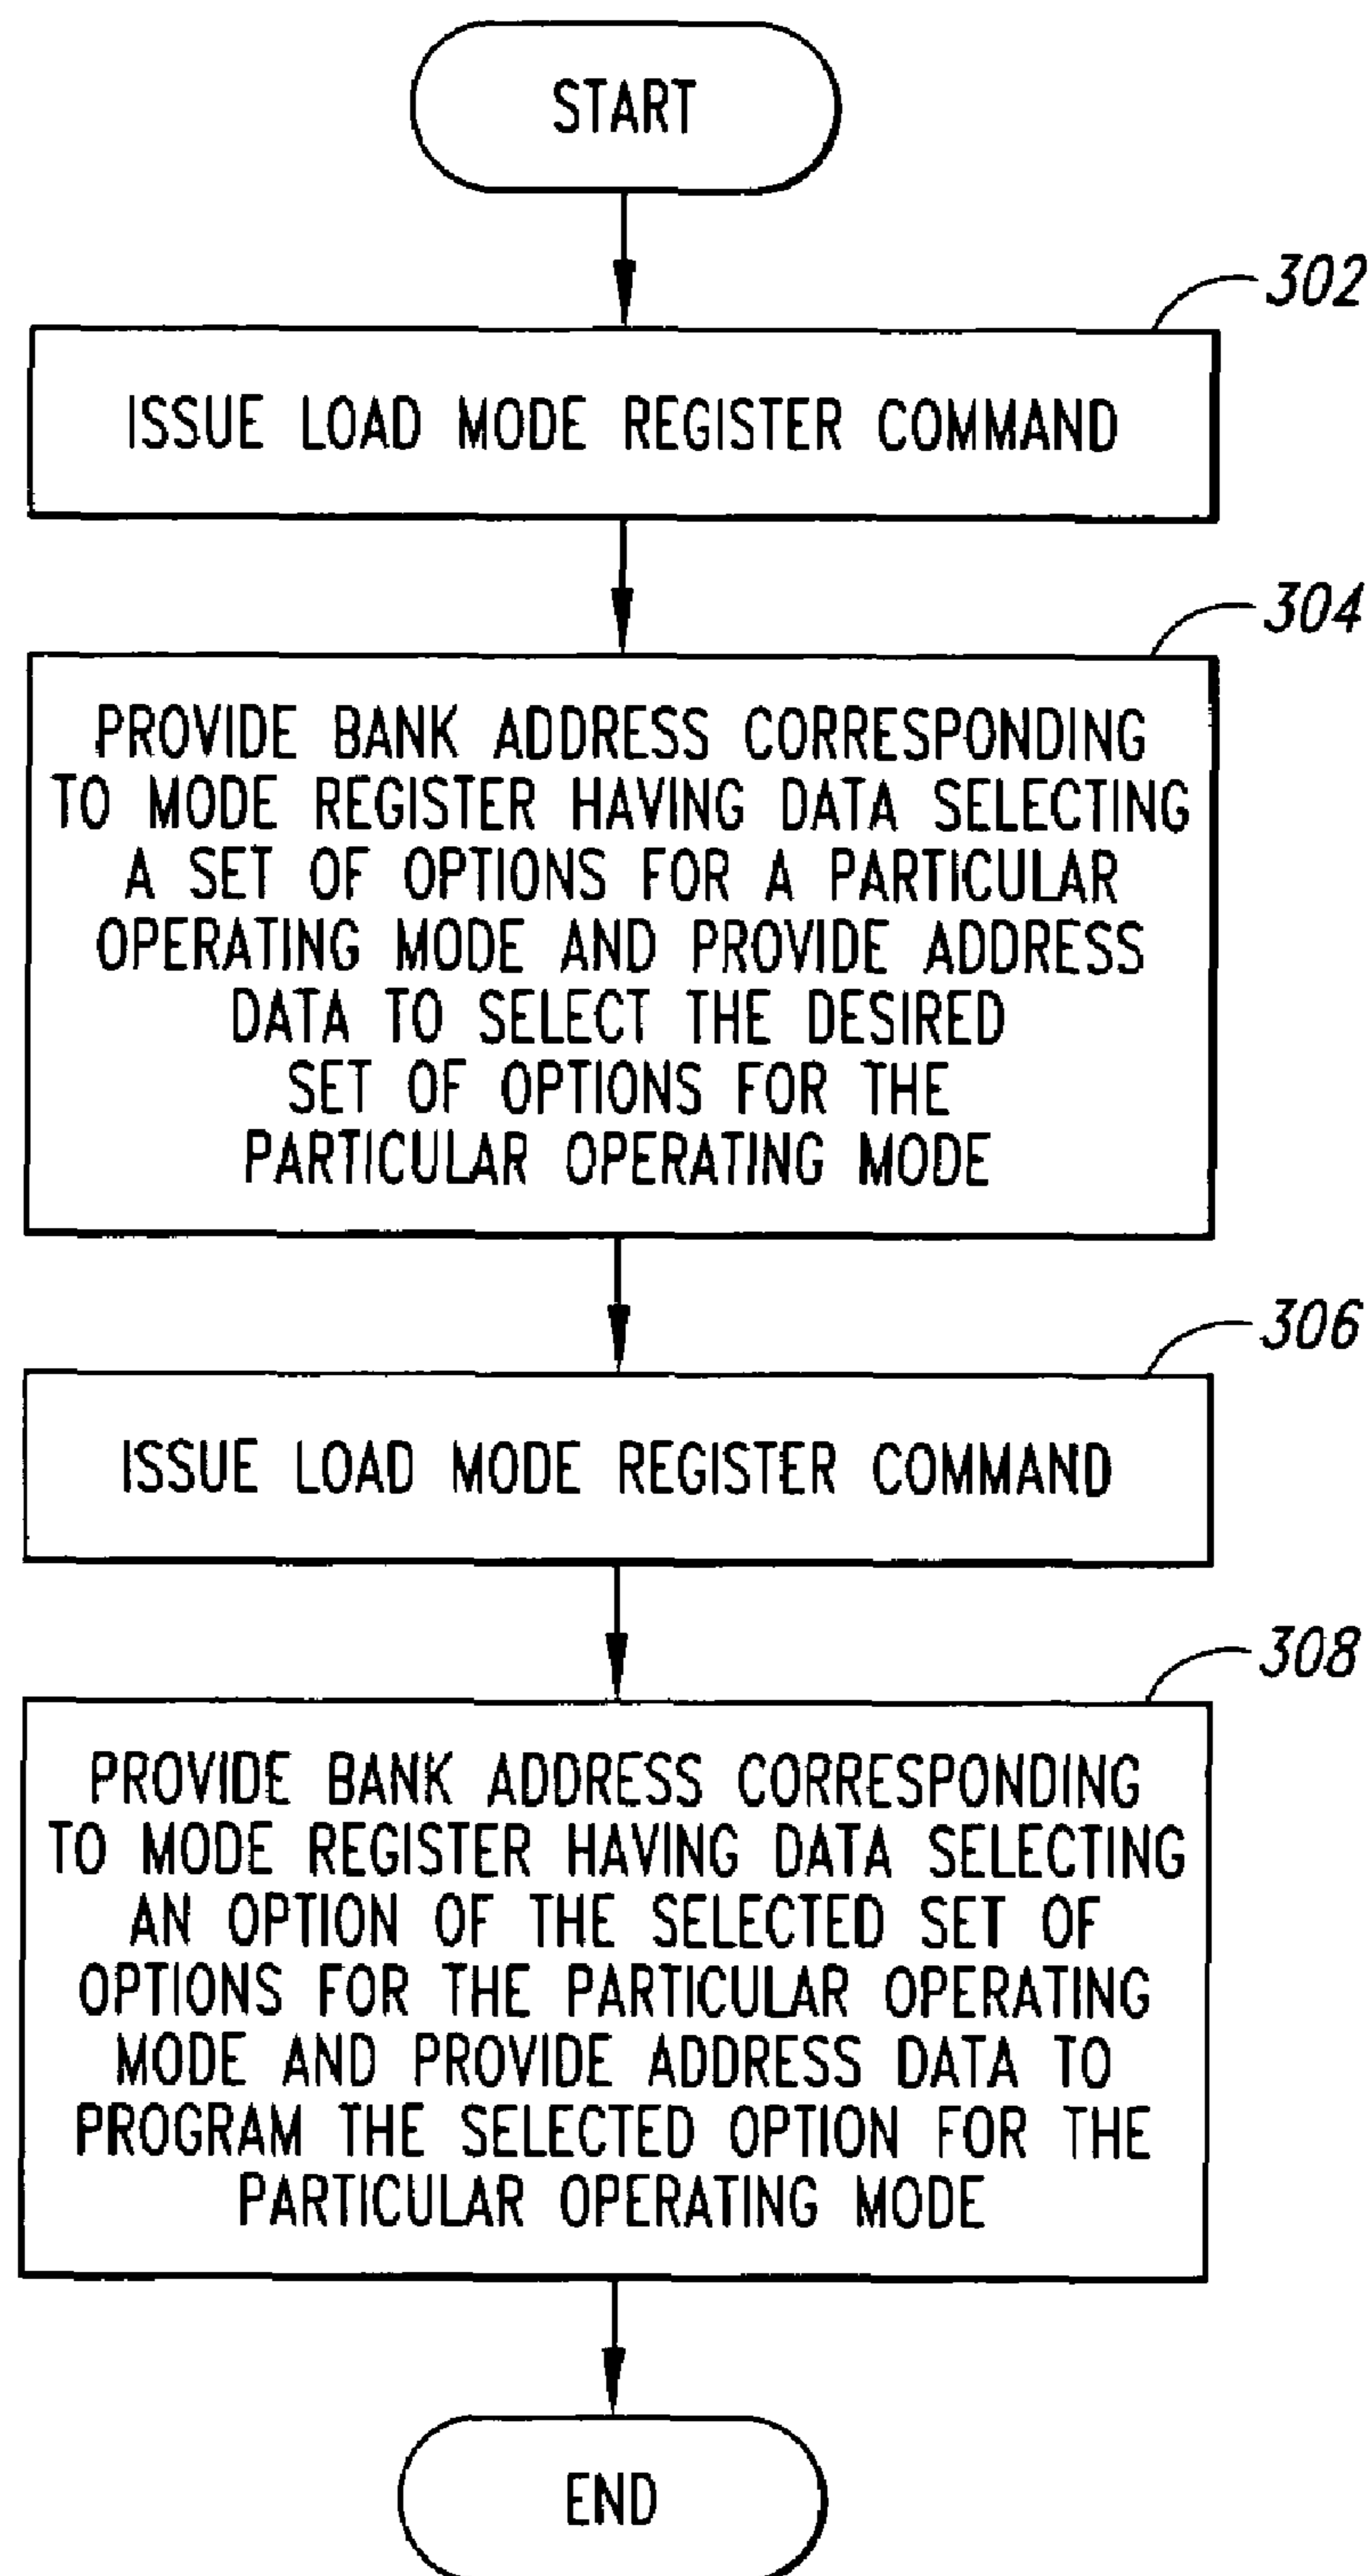 START
302
ISSUE LOAD MODE REGISTER COMMAND
304
PROVIDE BANK ADDRESS CORRESPONDING
TO MODE REGISTER HAVING DATA SELECTING
A SET OF OPTIONS FOR A PARTICULAR
OPERATING MODE AND PROVIDE ADDRESS
DATA TO SELECT THE DESIRED
SET OF OPTIONS FOR THE
PARTICULAR OPERATING MODE
306
ISSUE LOAD MODE REGISTER COMMAND
308
PROVIDE BANK ADDRESS CORRESPONDING
TO MODE REGISTER HAVING DATA SELECTING
AN OPTION OF THE SELECTED SET OF
OPTIONS FOR THE PARTICULAR OPERATING
MODE AND PROVIDE ADDRESS DATA TO
PROGRAM THE SELECTED OPTION FOR THE
PARTICULAR OPERATING MODE
END